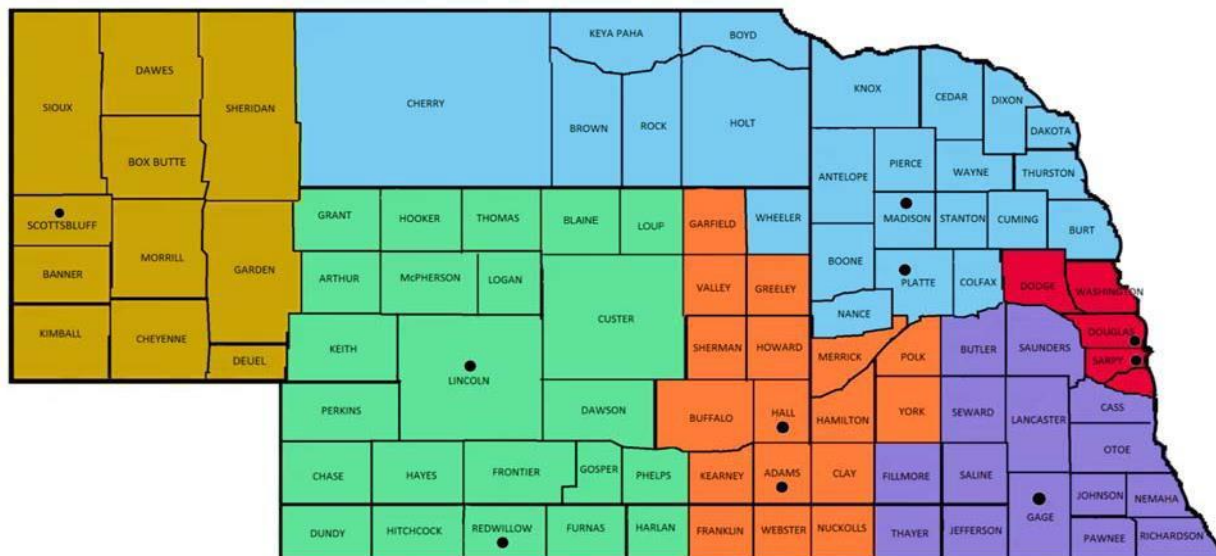 KEYA PAHA
BOYD
DAWES
SIOUX
SHERIDAN
CHERRY
KNOX
CEDAR
DIXON
BROWN
ROCK
HOLT
DAKOTA
BOX BUTTE
ANTELOPE
PIERCE
WAYNE
THURSTON
GRANT
HOOKER
THOMAS
BLAINE
LOUP
GARFIELD
WHEELER
MADISON
STANTON
CUMING
BURT
SCOTTSBLUFF
BANNER
MORRILL
GARDEN
ARTHUR
McPHERSON
LOGAN
CUSTER
VALLEY
GREELEY
BOONE
PLATTE
COLFAX
DODGE
WASHINGTON
NANCE
KIMBALL
CHEYENNE
DEUEL
KEITH
LINCOLN
SHERMAN
HOWARD
MERRICK
POLK
BUTLER
SAUNDERS
DOUGLAS
SARPY
PERKINS
DAWSON
BUFFALO
HALL
HAMILTON
YORK
SEWARD
LANCASTER
CASS
OTOE
CHASE
HAYES
FRONTIER
GOSPER
PHELPS
KEARNEY
ADAMS
CLAY
FILLMORE
SALINE
GAGE
JOHNSON
NEMAHA
DUNDY
HITCHCOCK
REDWILLOW
FURNAS
HARLAN
FRANKLIN
WEBSTER
NUCKOLLS
THAYER
JEFFERSON
PAWNEE
RICHARDSON